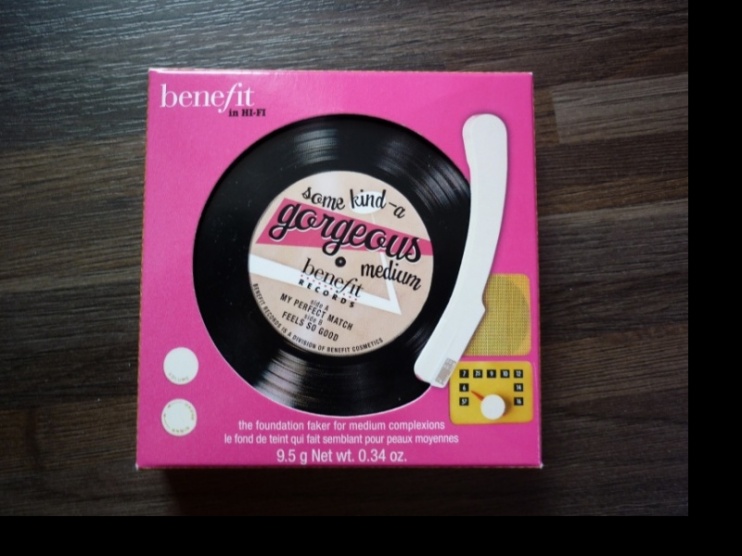 benefit
in HI-FI
some kind-a
gorgeous
medium
benefit
RECORDS
side A
MY PERFECT MATCH
side B
FEELS SO GOOD
BENEFIT RECORDS IS A DIVISION OF BENEFIT COSMETICS
the foundation faker for medium complexions
le fond de teint qui fait semblant pour peaux moyennes
9.5 g Net wt. 0.34 oz.